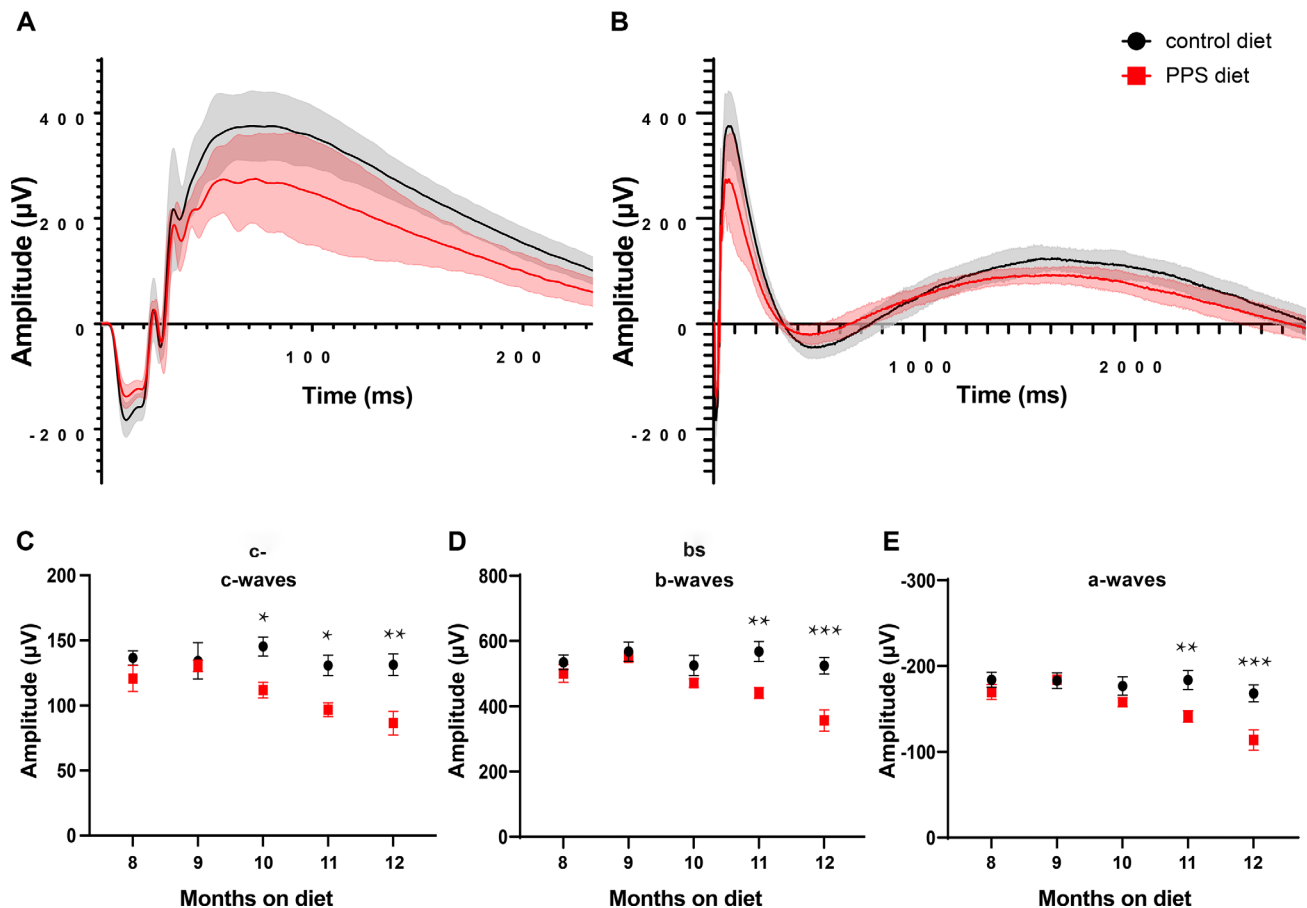 A
B
control diet
PPS diet
400
200
0
-200
Amplitude (µV)
100
200
Time (ms)
400
200
0
-200
Amplitude (µV)
1000
2000
Time (ms)
C
c-
c-waves
200
150
100
50
0
Amplitude (µV)
*
*
**
8 9 10 11 12
Months on diet
D
bs
b-waves
800
600
400
200
0
Amplitude (µV)
**
***
8 9 10 11 12
Months on diet
E
a-waves
-300
-200
-100
0
Amplitude (µV)
**
***
8 9 10 11 12
Months on diet